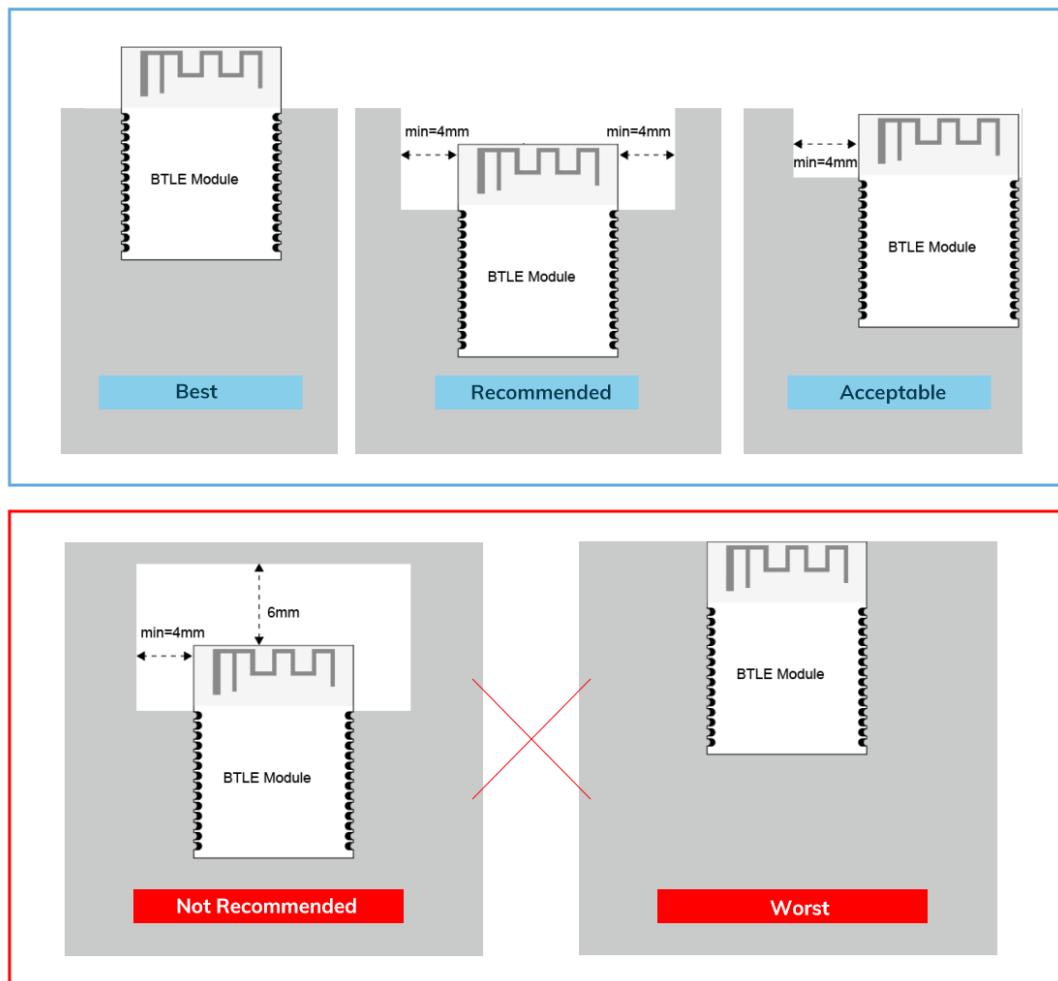 min=4mm
min=4mm
min=4mm
BTLE Module
BTLE Module
BTLE Module
Best
Recommended
Acceptable
6mm
min=4mm
BTLE Module
BTLE Module
Not Recommended
Worst